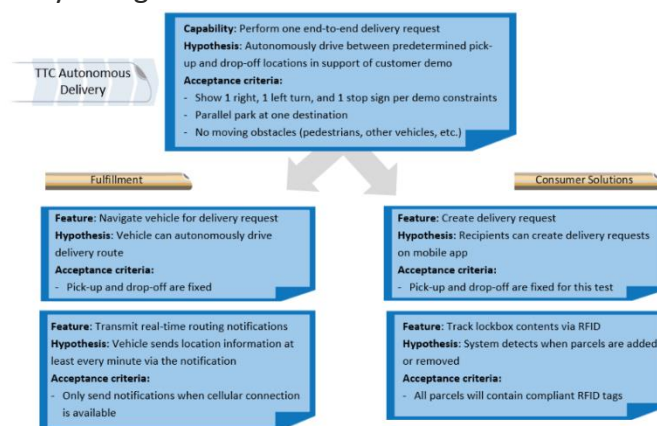 Capability: Perform one end-to-end delivery request
Hypothesis: Autonomously drive between predetermined pick-
up and drop-off locations in support of customer demo
Acceptance criteria:
- Show 1 right, 1 left turn, and 1 stop sign per demo constraints
- Parallel park at one destination
- No moving obstacles (pedestrians, other vehicles, etc.)
TTC Autonomous
Delivery
Fulfillment
Feature: Navigate vehicle for delivery request
Hypothesis: Vehicle can autonomously drive
delivery route
Acceptance criteria:
- Pick-up and drop-off are fixed
Feature: Transmit real-time routing notifications
Hypothesis: Vehicle sends location information at
least every minute via the notification
Acceptance criteria:
- Only send notifications when cellular connection
is available
Consumer Solutions
Feature: Create delivery request
Hypothesis: Recipients can create delivery requests
on mobile app
Acceptance criteria:
- Pick-up and drop-off are fixed for this test
Feature: Track lockbox contents via RFID
Hypothesis: System detects when parcels are added
or removed
Acceptance criteria:
- All parcels will contain compliant RFID tags